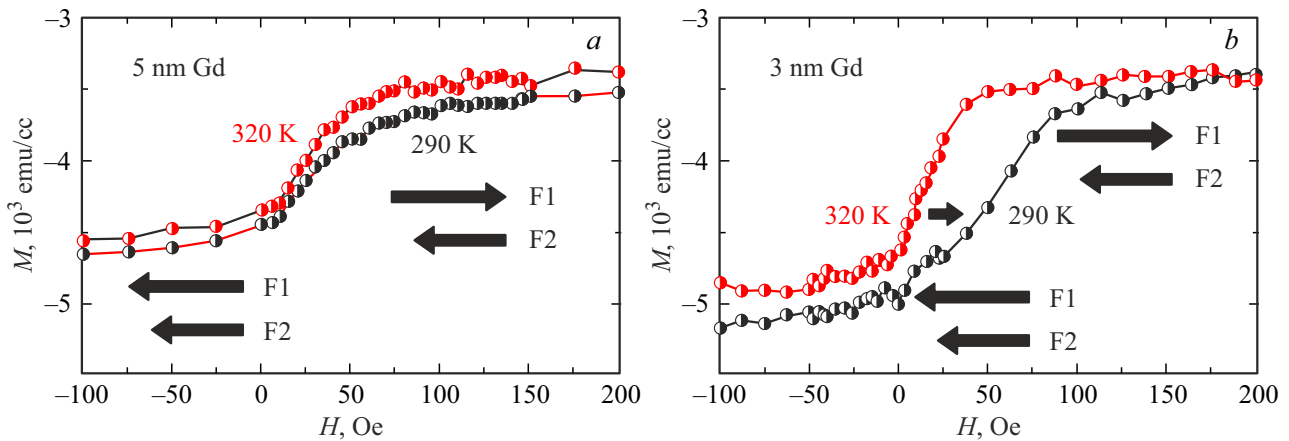 a
5 nm Gd
320 K
290 K
F1
F2
F1
F2
M, 10³ emu/cc
–3
–4
–5
–100
–50
0
50
100
150
200
H, Oe
b
3 nm Gd
F1
F2
320 K
290 K
F1
F2
M, 10³ emu/cc
–3
–4
–5
–100
–50
0
50
100
150
200
H, Oe